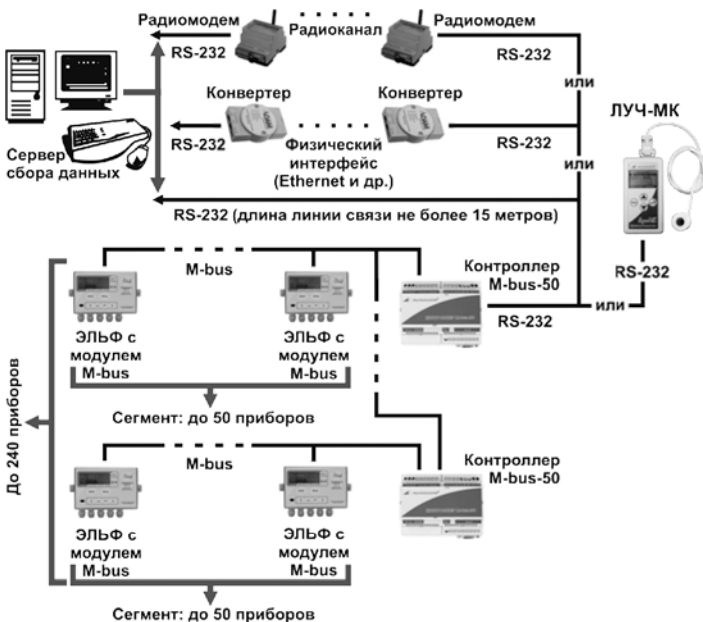 Радиомодем
Радиоканал
Радиомодем
RS-232
RS-232
или
Конвертер
Конвертер
ЛУЧ-МК
RS-232
Физический
интерфейс
(Ethernet и др.)
RS-232
Сервер
сбора данных
или
RS-232 (длина линии связи не более 15 метров)
M-bus
Контроллер
M-bus-50
RS-232
RS-232
или
ЭЛЬФ с
модулем
M-bus
ЭЛЬФ с
модулем
M-bus
Сегмент: до 50 приборов
До 240 приборов
M-bus
Контроллер
M-bus-50
ЭЛЬФ с
модулем
M-bus
ЭЛЬФ с
модулем
M-bus
Сегмент: до 50 приборов